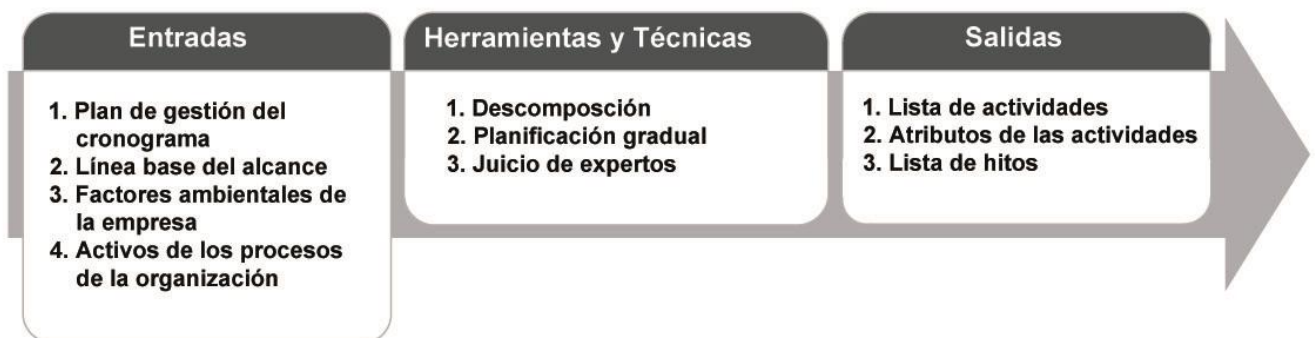 Entradas
1. Plan de gestión del
cronograma
2. Línea base del alcance
3. Factores ambientales de
la empresa
4. Activos de los procesos
de la organización
Herramientas y Técnicas
1. Descomposción
2. Planificación gradual
3. Juicio de expertos
Salidas
1. Lista de actividades
2. Atributos de las actividades
3. Lista de hitos